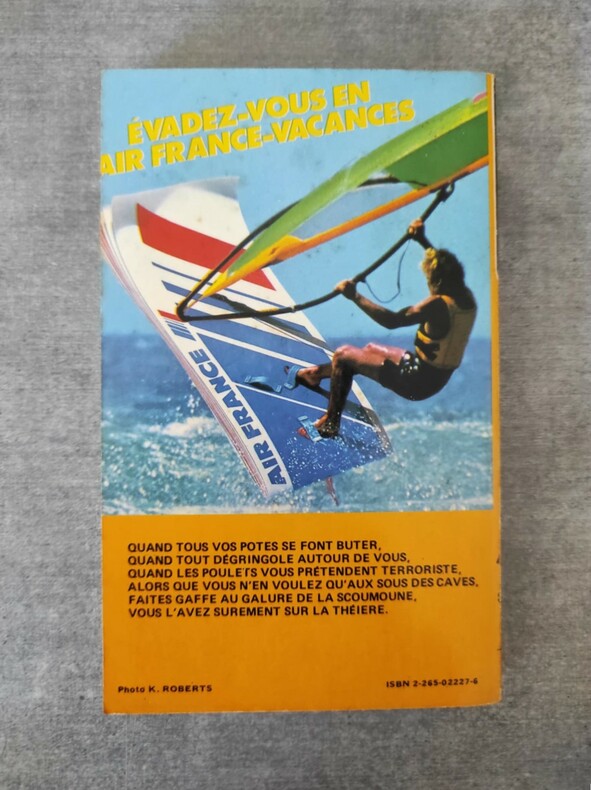 ÉVADEZ-VOUS EN
AIR FRANCE-VACANCES
AIR FRANCE
QUAND TOUS VOS POTES SE FONT BUTER,
QUAND TOUT DÉGRINGOLE AUTOUR DE VOUS,
QUAND LES POULETS VOUS PRÉTENDENT TERRORISTE,
ALORS QUE VOUS N'EN VOULEZ QU'AUX SOUS DES CAVES,
FAITES GAFFE AU GALURE DE LA SCOUMOUNE,
VOUS L'AVEZ SUREMENT SUR LA THÉIERE.
Photo K. ROBERTS
ISBN 2-265-02227-6